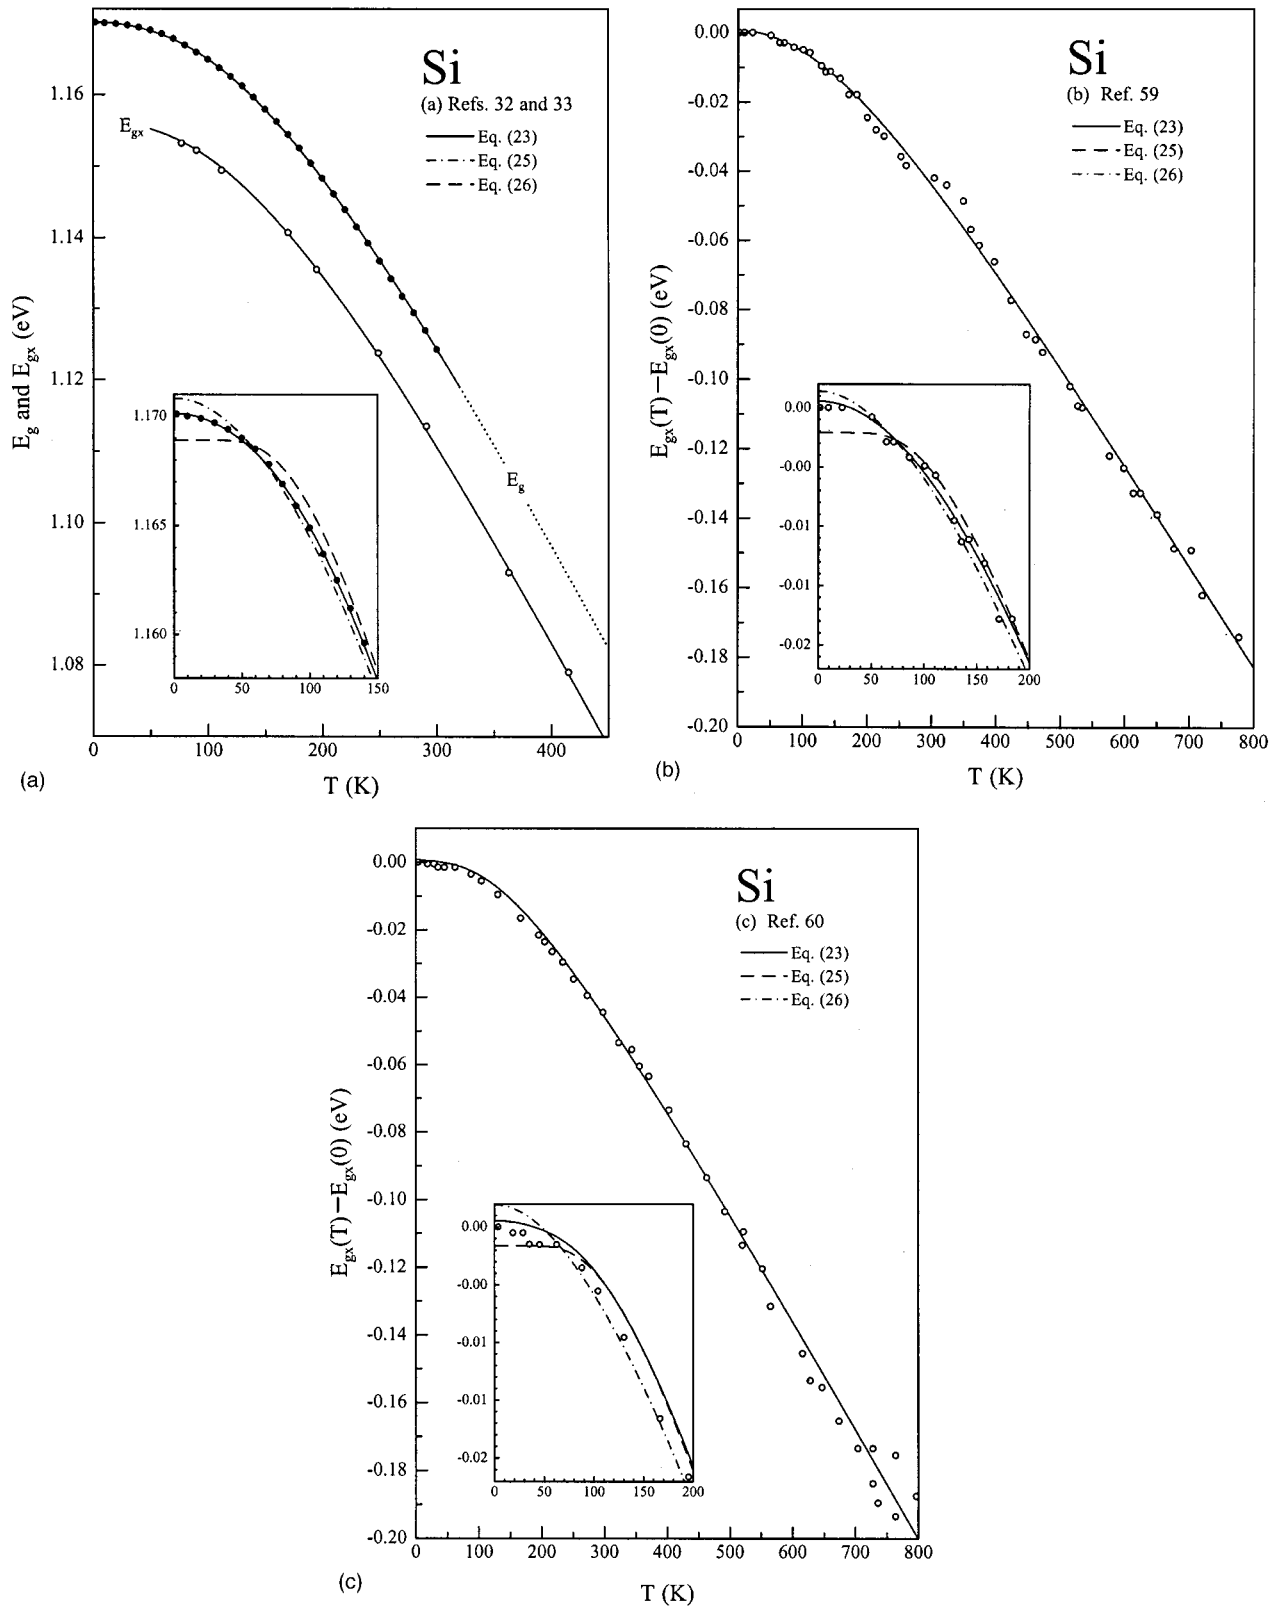 Si
(a) Refs. 32 and 33
Eq. (23)
Eq. (25)
Eq. (26)
1.16
1.14
1.12
1.10
1.08
E_g and E_gx (eV)
E_gx
E_g
1.170
1.165
1.160
0 50 100 150
0 100 200 300 400
T (K)
(a)
Si
(b) Ref. 59
Eq. (23)
Eq. (25)
Eq. (26)
0.00
-0.02
-0.04
-0.06
-0.08
-0.10
-0.12
-0.14
-0.16
-0.18
-0.20
E_gx(T)−E_gx(0) (eV)
0.00
-0.00
-0.01
-0.01
-0.02
0 50 100 150 200
0 100 200 300 400 500 600 700 800
T (K)
(b)
Si
(c) Ref. 60
Eq. (23)
Eq. (25)
Eq. (26)
0.00
-0.02
-0.04
-0.06
-0.08
-0.10
-0.12
-0.14
-0.16
-0.18
-0.20
E_gx(T)−E_gx(0) (eV)
0.00
-0.00
-0.01
-0.01
-0.02
0 50 100 150 200
0 100 200 300 400 500 600 700 800
T (K)
(c)